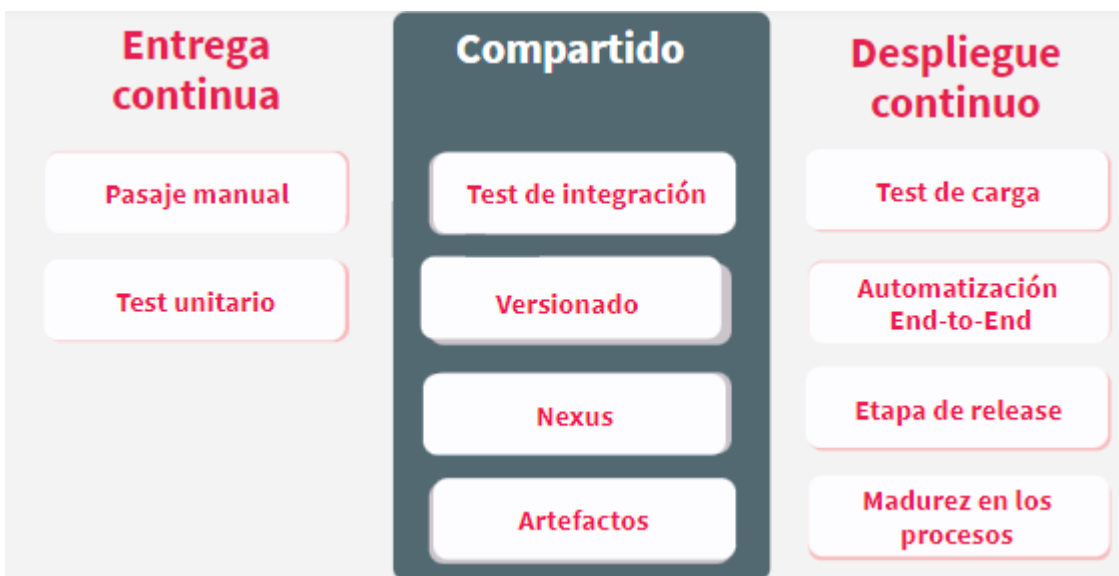 Entrega
continua
Pasaje manual
Test unitario
Compartido
Test de integración
Versionado
Nexus
Artefactos
Despliegue
continuo
Test de carga
Automatización
End-to-End
Etapa de release
Madurez en los
procesos